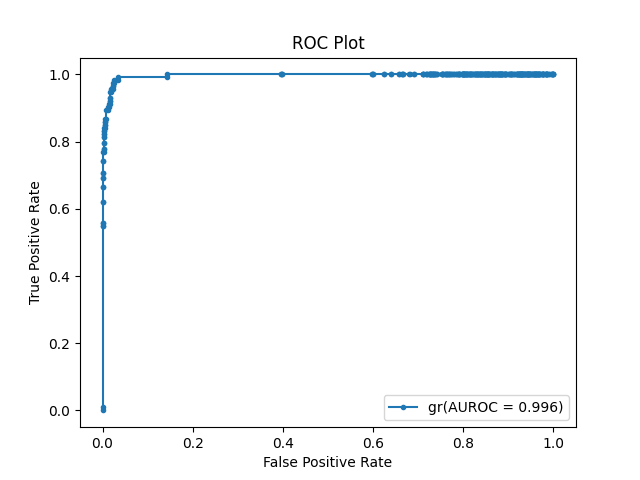 ROC Plot
True Positive Rate
1.0
0.8
0.6
0.4
0.2
0.0
gr(AUROC = 0.996)
0.0 0.2 0.4 0.6 0.8 1.0
False Positive Rate